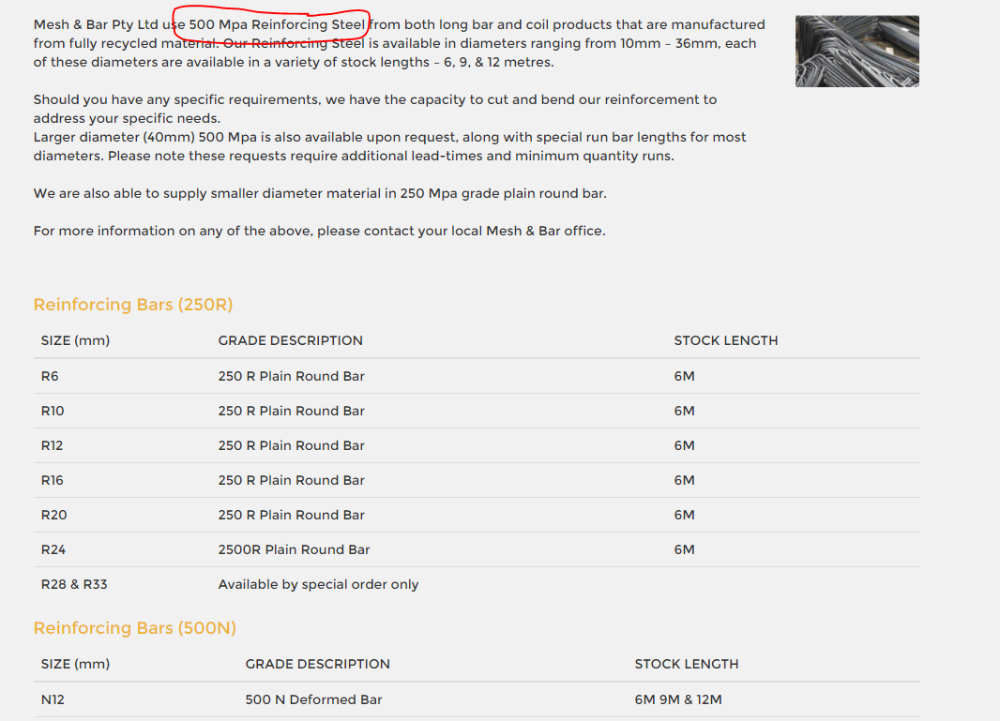 Mesh & Bar Pty Ltd use 500 Mpa Reinforcing Steel from both long bar and coil products that are manufactured
from fully recycled material. Our Reinforcing Steel is available in diameters ranging from 10mm – 36mm, each
of these diameters are available in a variety of stock lengths – 6, 9, & 12 metres.
Should you have any specific requirements, we have the capacity to cut and bend our reinforcement to
address your specific needs.
Larger diameter (40mm) 500 Mpa is also available upon request, along with special run bar lengths for most
diameters. Please note these requests require additional lead-times and minimum quantity runs.
We are also able to supply smaller diameter material in 250 Mpa grade plain round bar.
For more information on any of the above, please contact your local Mesh & Bar office.
Reinforcing Bars (250R)
SIZE (mm) GRADE DESCRIPTION STOCK LENGTH
R6 250 R Plain Round Bar 6M
R10 250 R Plain Round Bar 6M
R12 250 R Plain Round Bar 6M
R16 250 R Plain Round Bar 6M
R20 250 R Plain Round Bar 6M
R24 2500R Plain Round Bar 6M
R28 & R33 Available by special order only
Reinforcing Bars (500N)
SIZE (mm) GRADE DESCRIPTION STOCK LENGTH
N12 500 N Deformed Bar 6M 9M & 12M